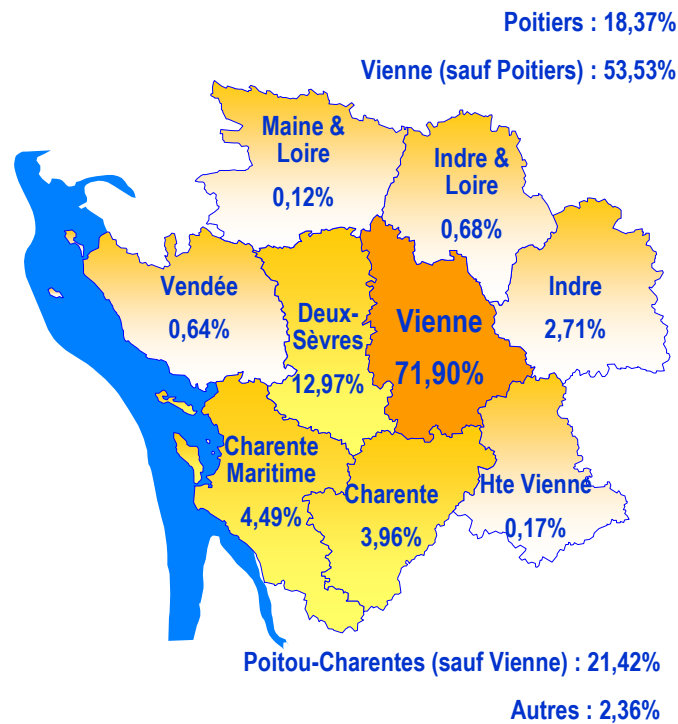 Poitiers : 18,37%
Vienne (sauf Poitiers) : 53,53%
Maine &
Loire
0,12%
Indre &
Loire
0,68%
Vendée
0,64%
Deux-
Sèvres
12,97%
Vienne
71,90%
Indre
2,71%
Charente
Maritime
4,49%
Charente
3,96%
Hte Vienne
0,17%
Poitou-Charentes (sauf Vienne) : 21,42%
Autres : 2,36%